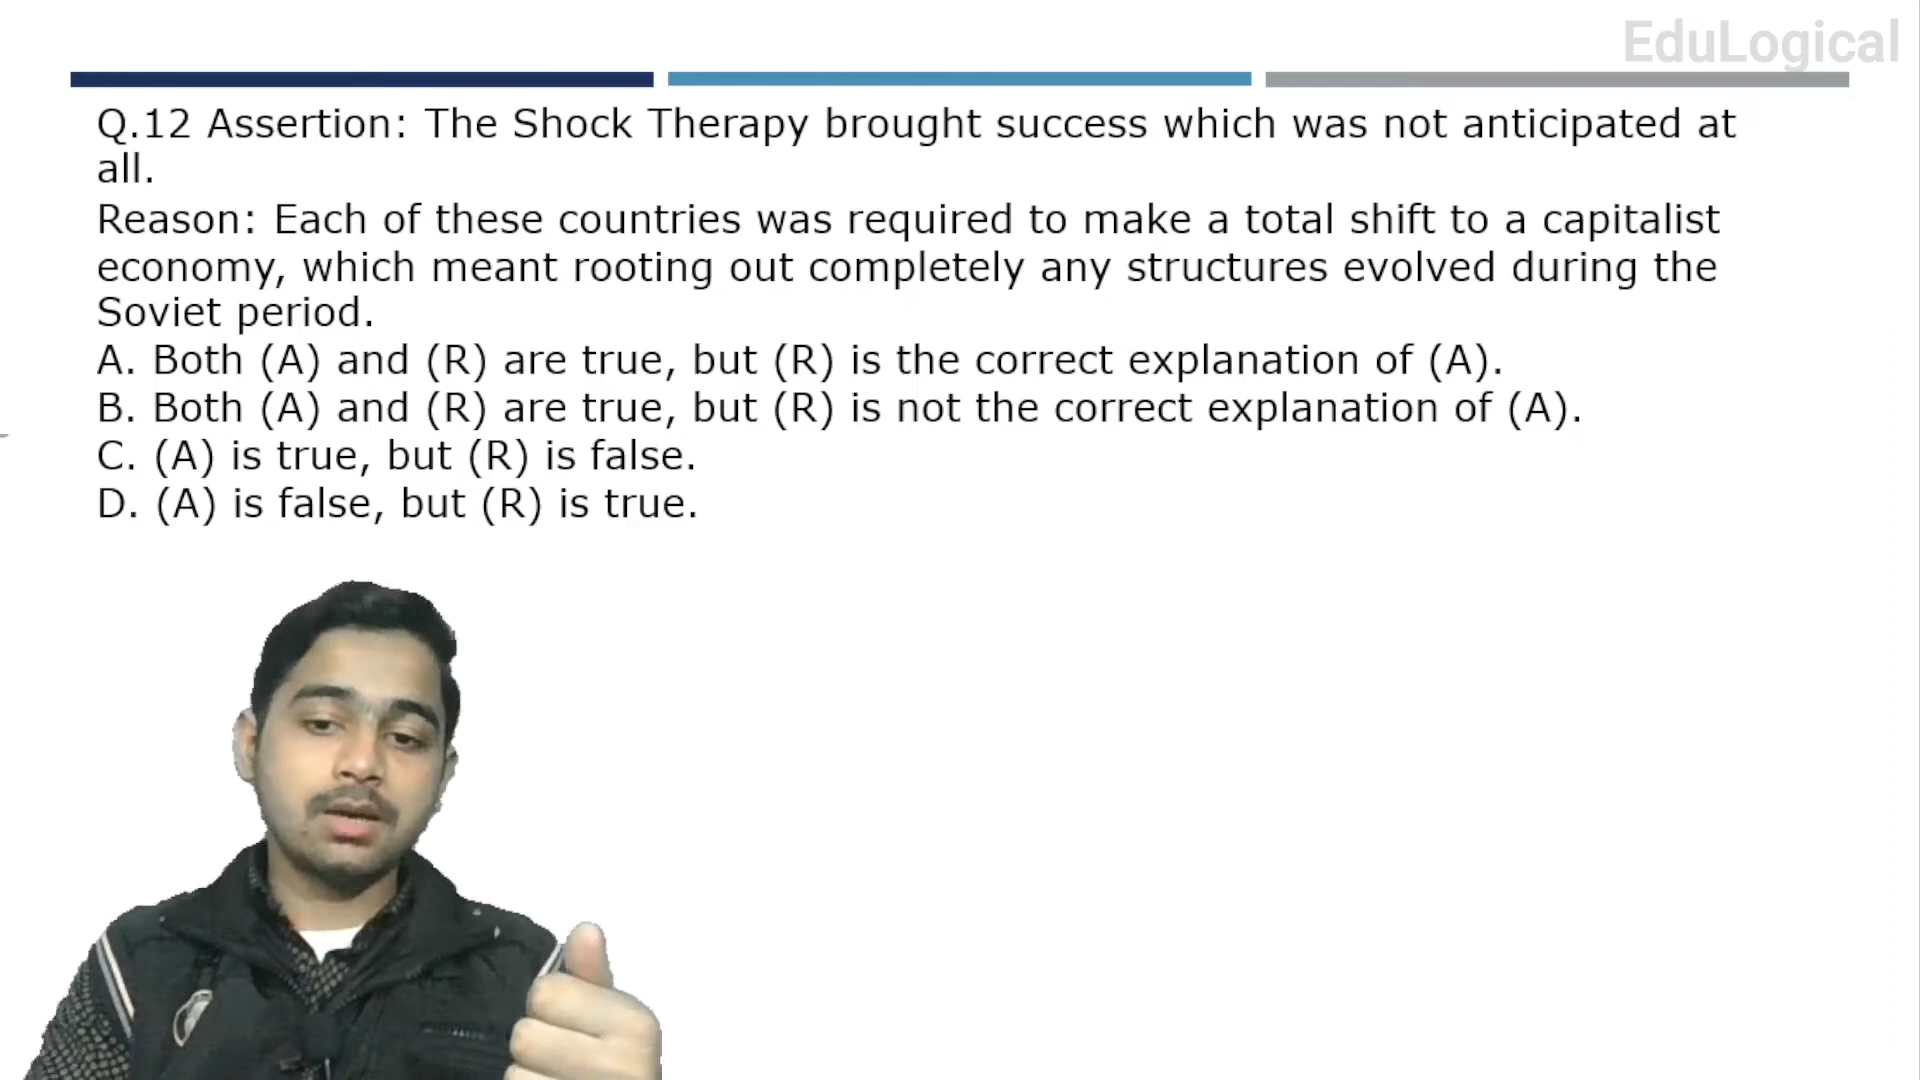 EduLogical
Q.12 Assertion: The Shock Therapy brought success which was not anticipated at
all.
Reason: Each of these countries was required to make a total shift to a capitalist
economy, which meant rooting out completely any structures evolved during the
Soviet period.
A. Both (A) and (R) are true, but (R) is the correct explanation of (A).
B. Both (A) and (R) are true, but (R) is not the correct explanation of (A).
C. (A) is true, but (R) is false.
D. (A) is false, but (R) is true.